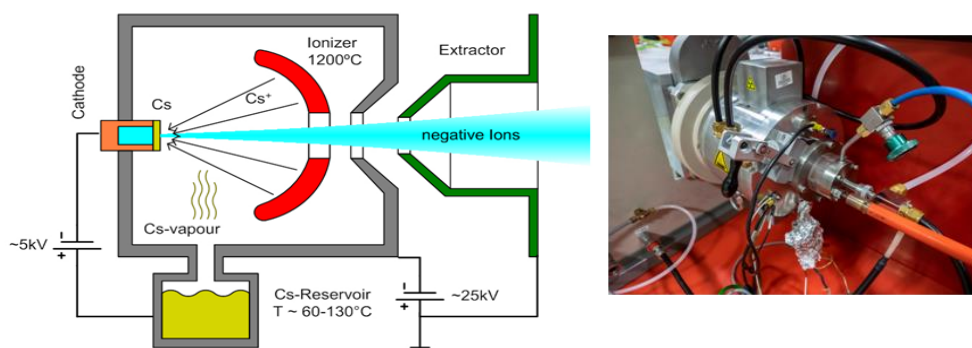 Ionizer
1200ºC
Extractor
Cathode
Cs
Cs⁺
negative Ions
Cs-vapour
-
~5kV
+
Cs-Reservoir
T ~ 60-130°C
-
~25kV
+